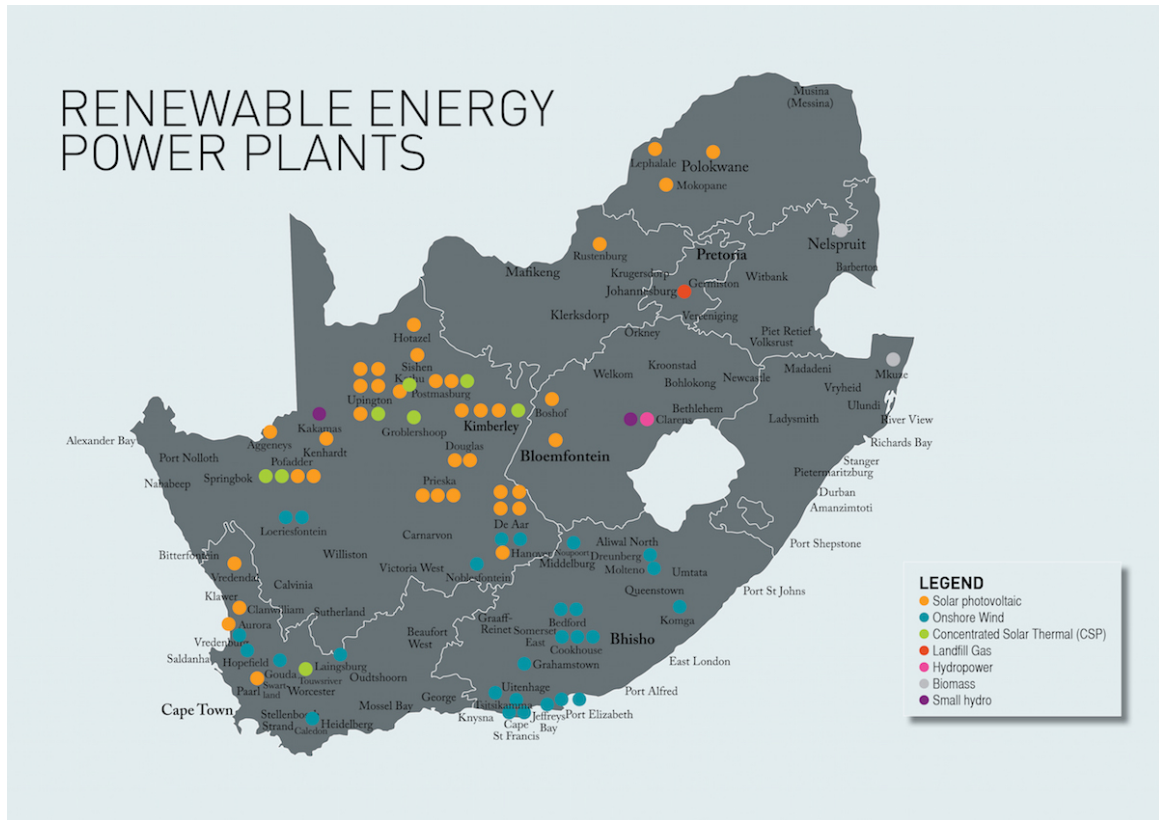 RENEWABLE ENERGY
POWER PLANTS
Musina
(Messina)
Lephalale
Polokwane
Mokopane
Nelspruit
Barberton
Rustenburg
Pretoria
Mafikeng
Krugersdorp
Witbank
Johannesburg
Germiston
Klerksdorp
Vereeniging
Orkney
Piet Retief
Volksrust
Hotazel
Sishen
Postmasburg
Upington
Kakamas
Groblershoop
Kimberley
Boshof
Welkom
Kroonstad
Bohlokong
Newcastle
Madadeni
Mkuze
Vryheid
Ulundi
Bethlehem
Clarens
Ladysmith
River View
Richards Bay
Stanger
Pietermaritzburg
Durban
Amanzimtoti
Port Shepstone
Alexander Bay
Aggeneys
Kenhardt
Port Nolloth
Pofadder
Nababeep
Springbok
Douglas
Bloemfontein
Prieska
De Aar
Loeriesfontein
Carnarvon
Hanover
Noupoort
Middelburg
Aliwal North
Dreunberg
Molteno
Umtata
Bitterfontein
Williston
Victoria West
Noblesfontein
Queenstown
Port St Johns
Vredendal
Calvinia
Klawer
Clanwilliam
Sutherland
Aurora
Graaff-
Reinet
Somerset
East
Bedford
Cookhouse
Bhisho
Komga
Vredenburg
Beaufort
West
Saldanha
Hopefield
Gouda
Laingsburg
Touwsriver
Oudtshoorn
Grahamstown
East London
Paarl
Swart
land
Worcester
George
Uitenhage
Port Alfred
Cape Town
Mossel Bay
Knysna
Tsitsikamma
Cape
St Francis
Jeffreys
Bay
Port Elizabeth
Stellenbosch
Strand
Caledon
Heidelberg
LEGEND
Solar photovoltaic
Onshore Wind
Concentrated Solar Thermal (CSP)
Landfill Gas
Hydropower
Biomass
Small hydro